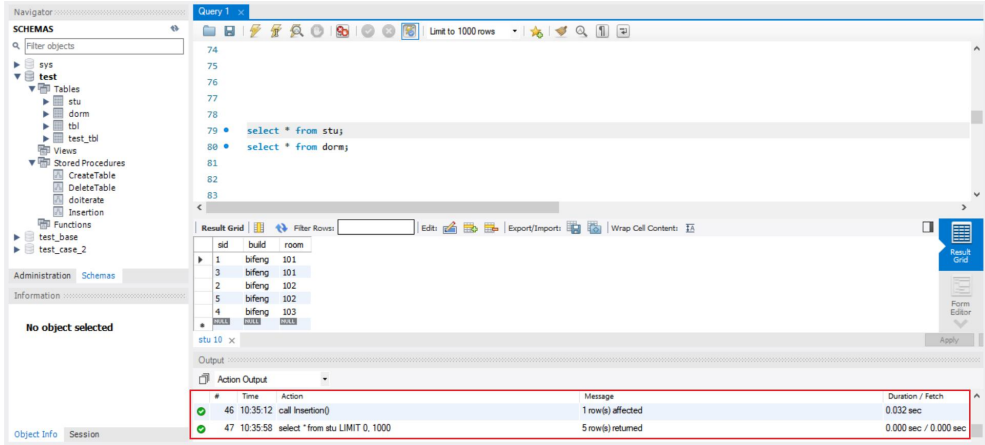 Navigator
SCHEMAS
Filter objects
sys
test
Tables
stu
dorm
tbl
test_tbl
Views
Stored Procedures
CreateTable
DeleteTable
doiterate
Insertion
Functions
test_base
test_case_2
Administration Schemas
Information
No object selected
Object Info Session
Query 1
Limit to 1000 rows
74
75
76
77
78
79 select * from stu;
80 select * from dorm;
81
82
83
Result Grid Filter Rows: Edit: Export/Import: Wrap Cell Content:
sid build room
1 bifeng 101
3 bifeng 101
2 bifeng 102
5 bifeng 102
4 bifeng 103
NULL NULL NULL
Result
Grid
Form
Editor
stu 10
Apply
Output
Action Output
# Time Action Message Duration / Fetch
46 10:35:12 call Insertion() 1 row(s) affected 0.032 sec
47 10:35:58 select * from stu LIMIT 0, 1000 5 row(s) returned 0.000 sec / 0.000 sec